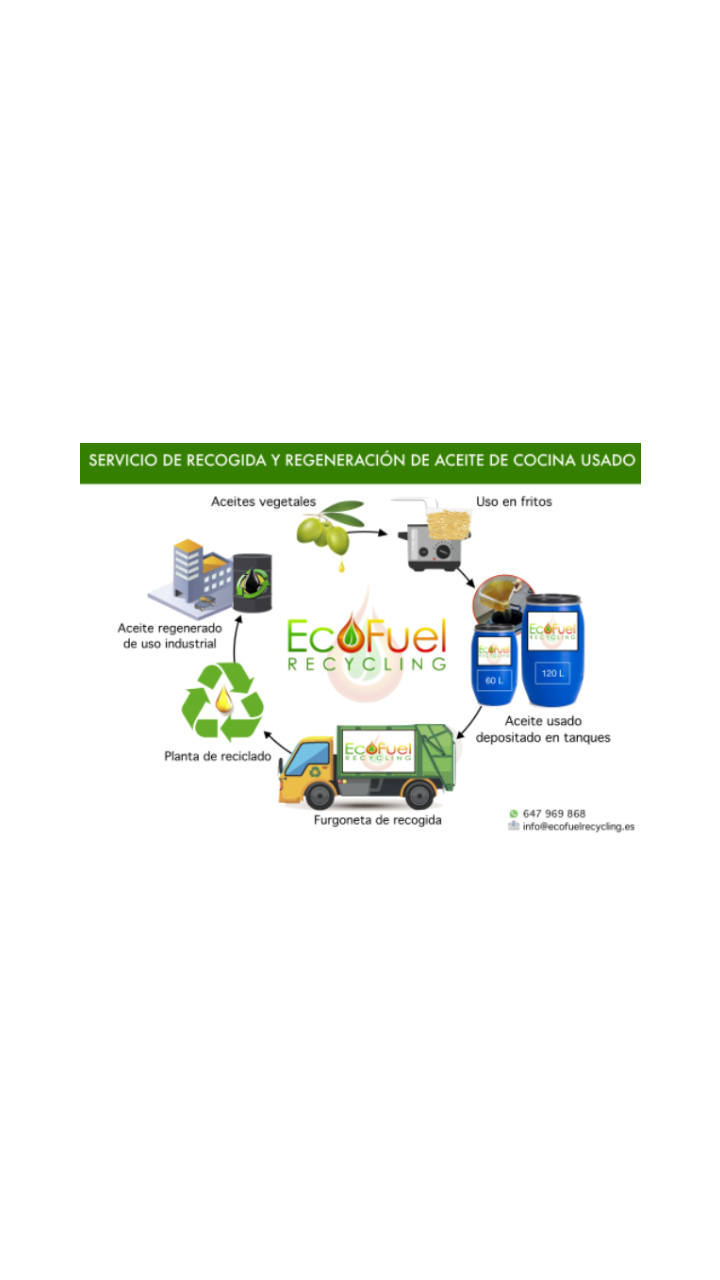 SERVICIO DE RECOGIDA Y REGENERACIÓN DE ACEITE DE COCINA USADO
Aceites vegetales
Uso en fritos
EcoFuel
RECYCLING
EcoFuel
RECYCLING
60 L
EcoFuel
RECYCLING
120 L
Aceite usado
depositado en tanques
EcoFuel
RECYCLING
Furgoneta de recogida
Planta de reciclado
Aceite regenerado
de uso industrial
647 969 868
info@ecofuelrecycling.es